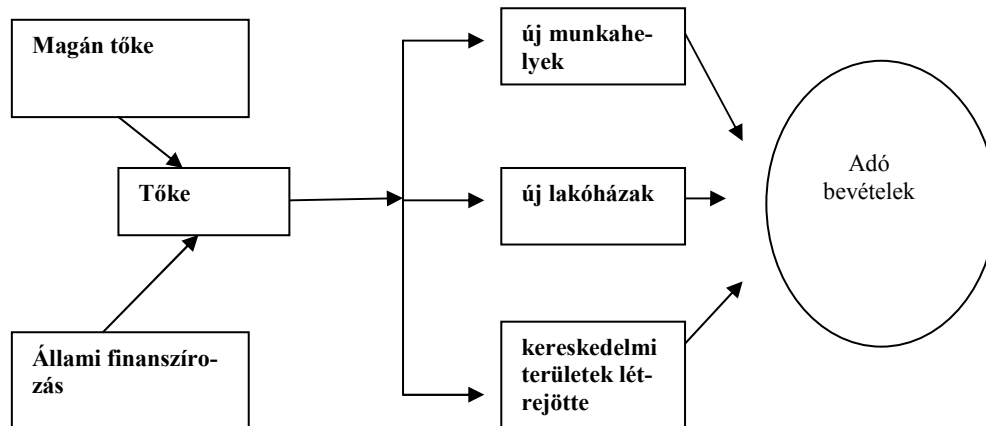 Magán tőke
új munkahe-
lyek
Tőke
új lakóházak
Adó
bevételek
Állami finanszíro-
zás
kereskedelmi
területek lét-
rejötte